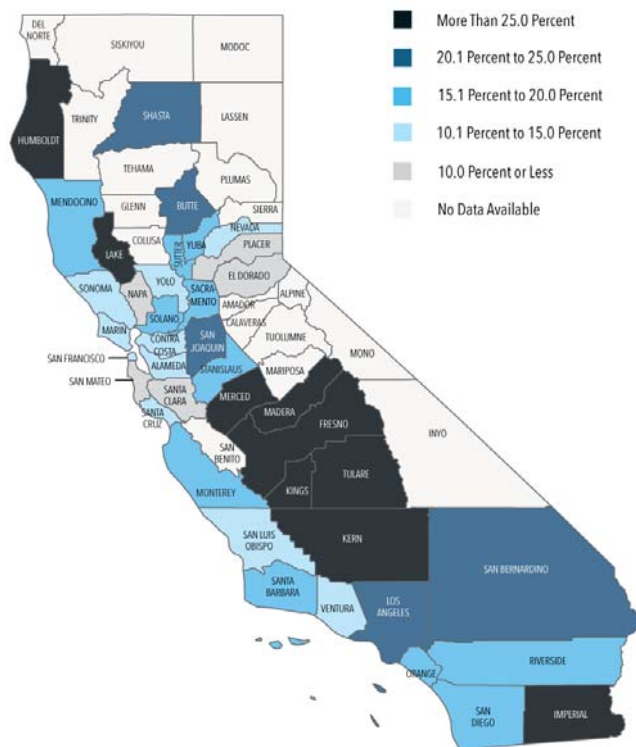 More Than 25.0 Percent
20.1 Percent to 25.0 Percent
15.1 Percent to 20.0 Percent
10.1 Percent to 15.0 Percent
10.0 Percent or Less
No Data Available
DEL
NORTE
SISKIYOU
MODOC
HUMBOLDT
TRINITY
SHASTA
LASSEN
TEHAMA
PLUMAS
MENDOCINO
GLENN
BUTTE
SIERRA
NEVADA
COLUSA
SUTTER
YUBA
PLACER
LAKE
EL DORADO
SONOMA
NAPA
YOLO
SACRA
MENTO
ALPINE
AMADOR
SOLANO
CALAVERAS
MARIN
CONTRA
COSTA
SAN
JOAQUIN
TUOLUMNE
MONO
SAN FRANCISCO
ALAMEDA
STANISLAUS
MARIPOSA
SAN MATEO
SANTA
CLARA
MERCED
SANTA
CRUZ
MADERA
FRESNO
INYO
SAN
BENITO
TULARE
MONTEREY
KINGS
SAN LUIS
OBISPO
KERN
SAN BERNARDINO
SANTA
BARBARA
VENTURA
LOS
ANGELES
ORANGE
RIVERSIDE
SAN
DIEGO
IMPERIAL